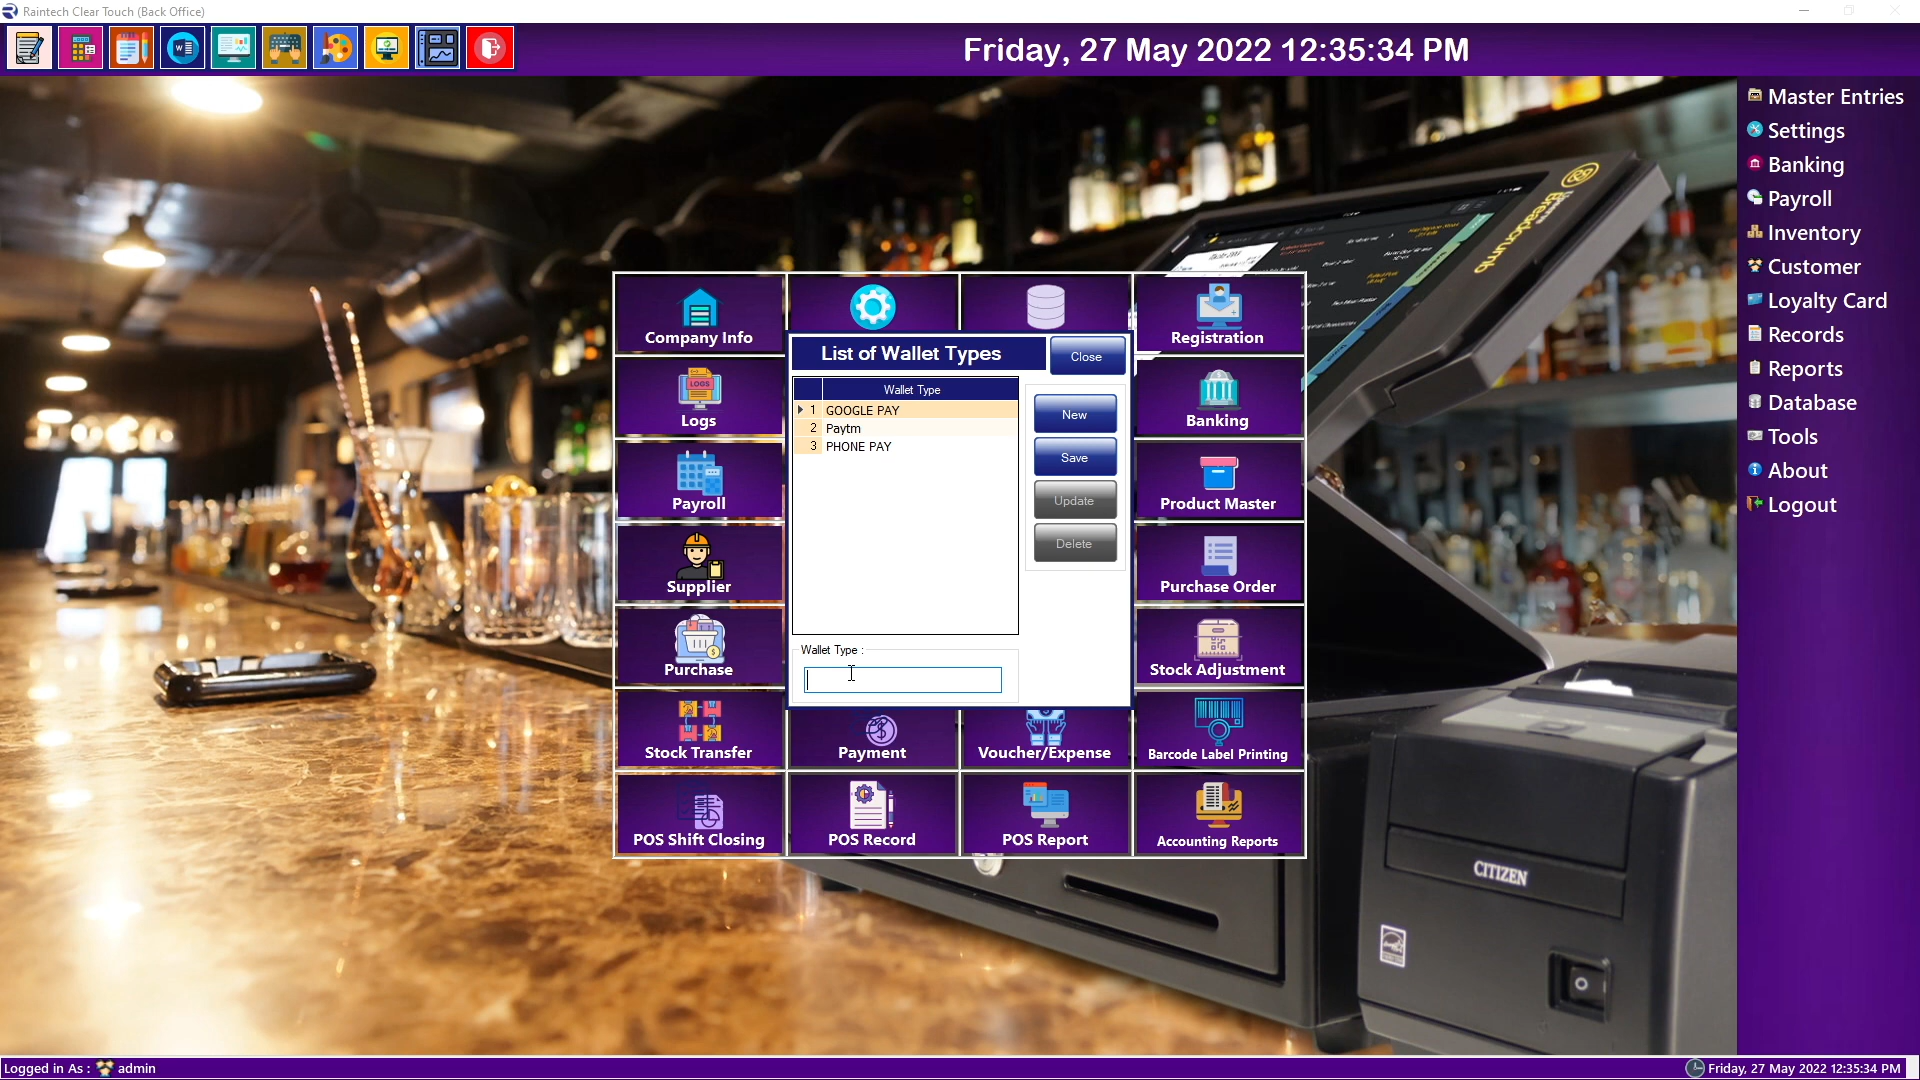 Raintech Clear Touch (Back Office)
Friday, 27 May 2022 12:35:34 PM
Master Entries
Settings
Banking
Payroll
Inventory
Customer
Loyalty Card
Records
Reports
Database
Tools
About
Logout
Company Info
Registration
Logs
Banking
Payroll
Product Master
Supplier
Purchase Order
Purchase
Stock Adjustment
Stock Transfer
Payment
Voucher/Expense
Barcode Label Printing
POS Shift Closing
POS Record
POS Report
Accounting Reports
List of Wallet Types
Close
Wallet Type
1 GOOGLE PAY
2 Paytm
3 PHONE PAY
New
Save
Update
Delete
Wallet Type :
LOGS
CITIZEN
Logged in As : admin
Friday, 27 May 2022 12:35:34 PM